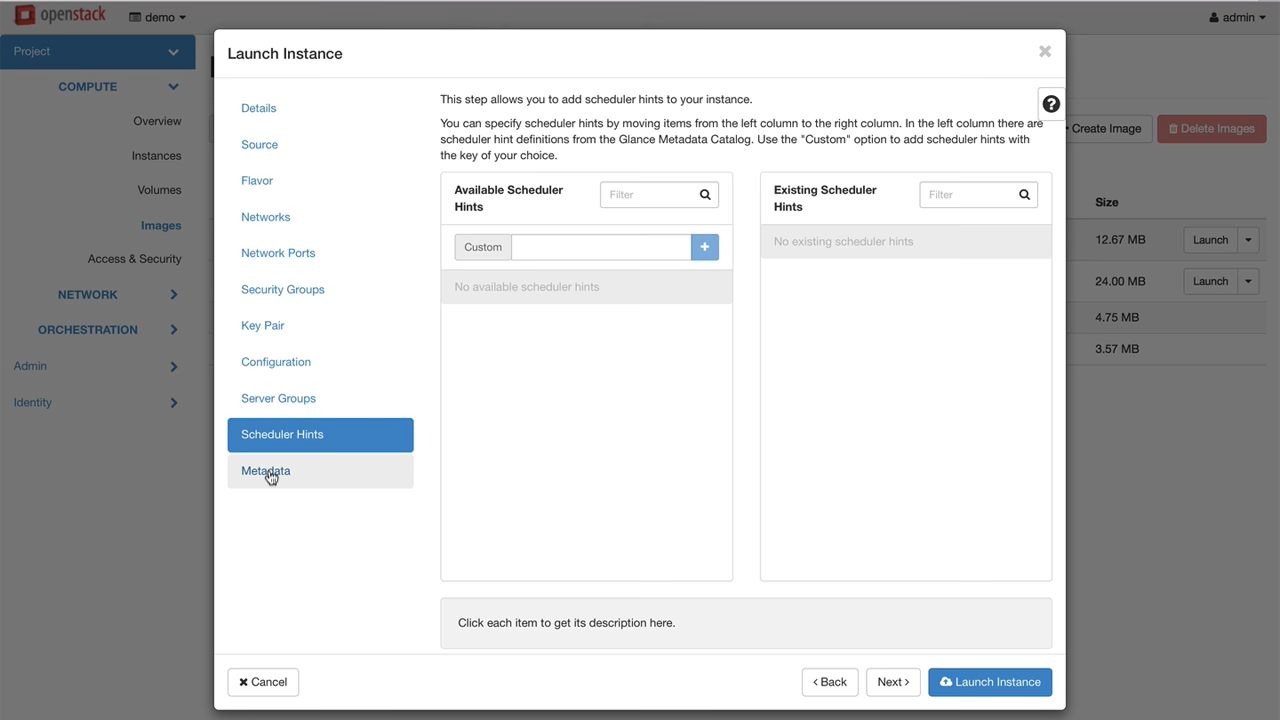 openstack
demo
admin
Project
COMPUTE
Overview
Instances
Volumes
Images
Access & Security
NETWORK
ORCHESTRATION
Admin
Identity
Launch Instance
Details
Source
Flavor
Networks
Network Ports
Security Groups
Key Pair
Configuration
Server Groups
Scheduler Hints
Metadata
This step allows you to add scheduler hints to your instance.
You can specify scheduler hints by moving items from the left column to the right column. In the left column there are
scheduler hint definitions from the Glance Metadata Catalog. Use the "Custom" option to add scheduler hints with
the key of your choice.
Available Scheduler
Hints
Filter
Custom
No available scheduler hints
Existing Scheduler
Hints
Filter
No existing scheduler hints
Click each item to get its description here.
Cancel
Back
Next
Launch Instance
Create Image
Delete Images
Size
12.67 MB
Launch
24.00 MB
Launch
4.75 MB
3.57 MB